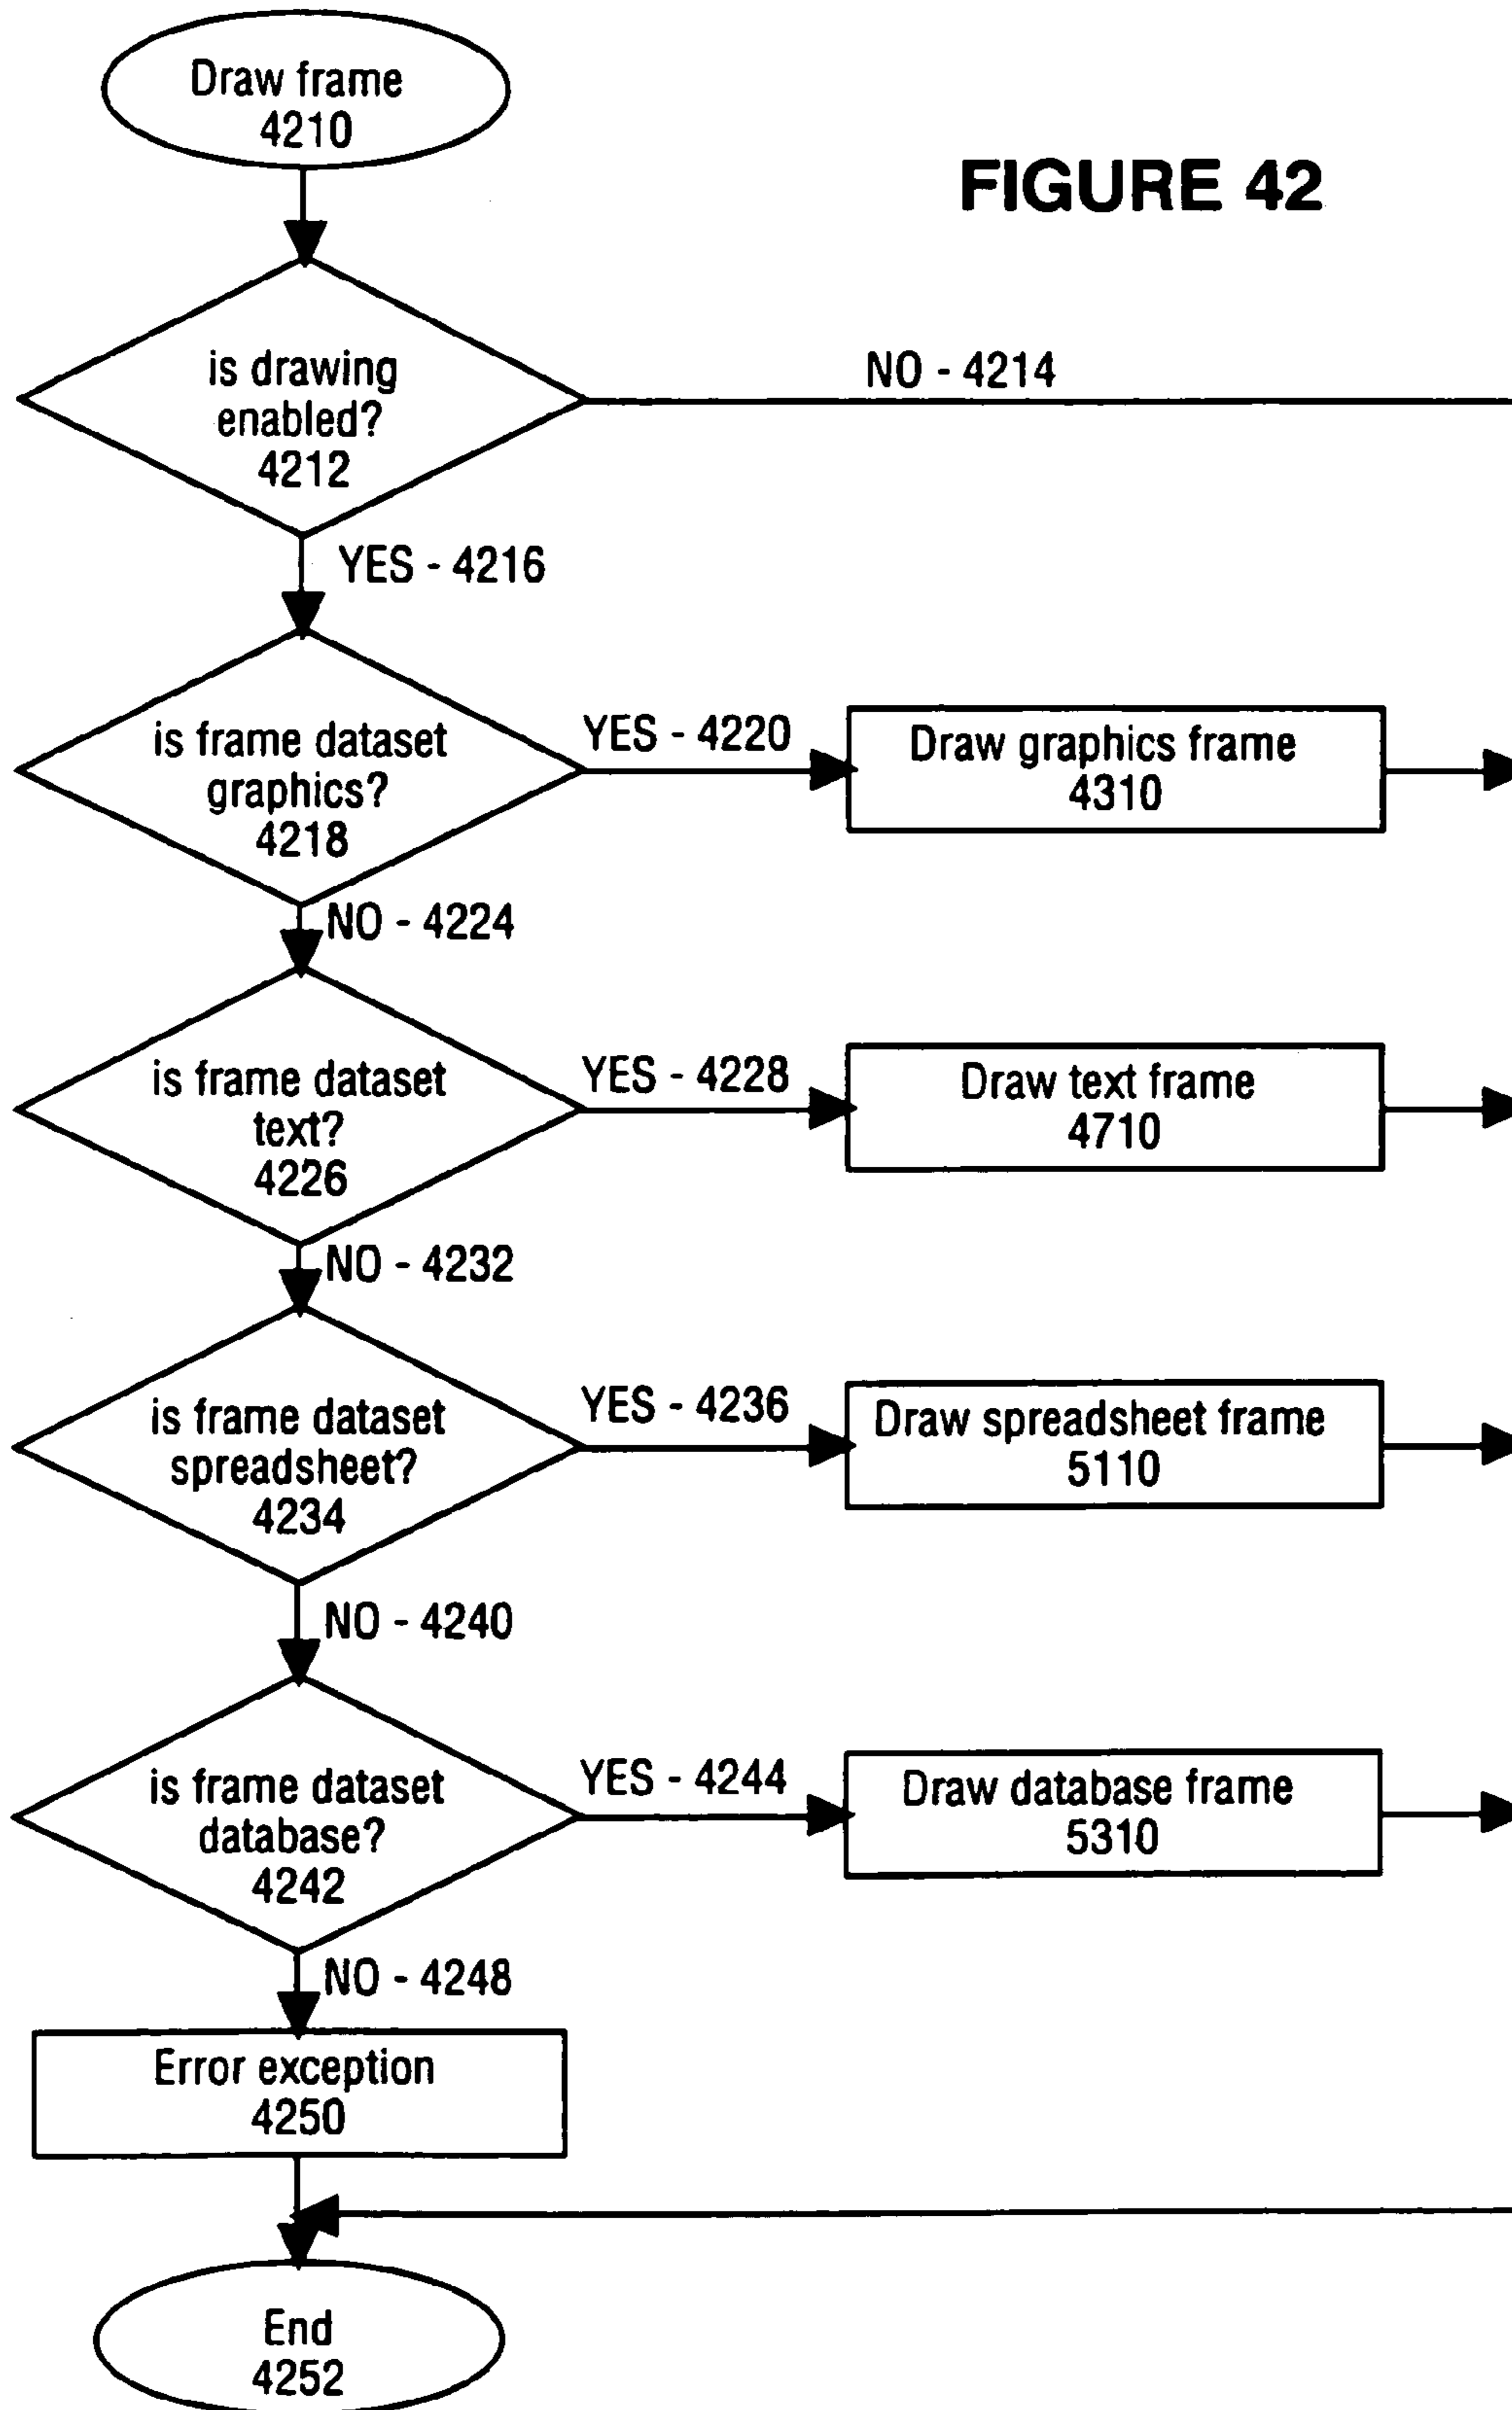 Draw frame
4210
FIGURE 42
is drawing
enabled?
4212
NO - 4214
YES - 4216
is frame dataset
graphics?
4218
YES - 4220
Draw graphics frame
4310
NO - 4224
is frame dataset
text?
4226
YES - 4228
Draw text frame
4710
NO - 4232
is frame dataset
spreadsheet?
4234
YES - 4236
Draw spreadsheet frame
5110
NO - 4240
is frame dataset
database?
4242
YES - 4244
Draw database frame
5310
NO - 4248
Error exception
4250
End
4252